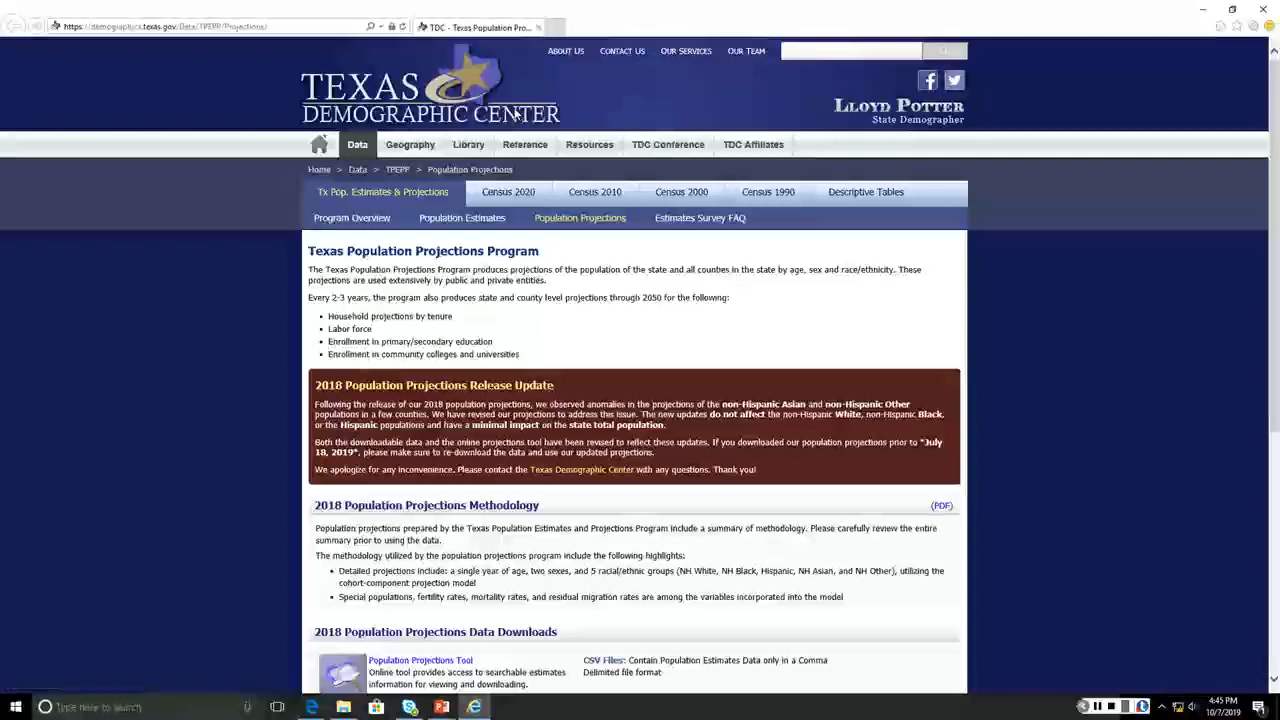 https://demographics.texas.gov/Data/TPEPP/Projections/
TDC - Texas Population Pro...
ABOUT US CONTACT US OUR SERVICES OUR TEAM
TEXAS
DEMOGRAPHIC CENTER
LLOYD POTTER
State Demographer
Data Geography Library Reference Resources TDC Conference TDC Affiliates
Home > Data > TPEPP > Population Projections
Tx Pop. Estimates & Projections Census 2020 Census 2010 Census 2000 Census 1990 Descriptive Tables
Program Overview Population Estimates Population Projections Estimates Survey FAQ
Texas Population Projections Program
The Texas Population Projections Program produces projections of the population of the state and all counties in the state by age, sex and race/ethnicity. These
projections are used extensively by public and private entities.
Every 2-3 years, the program also produces state and county level projections through 2050 for the following:
• Household projections by tenure
• Labor force
• Enrollment in primary/secondary education
• Enrollment in community colleges and universities
2018 Population Projections Release Update
Following the release of our 2018 population projections, we observed anomalies in the projections of the non-Hispanic Asian and non-Hispanic Other
populations in a few counties. We have revised our projections to address this issue. The new updates do not affect the non-Hispanic White, non-Hispanic Black,
or the Hispanic populations and have a minimal impact on the state total population.
Both the downloadable data and the online projections tool have been revised to reflect these updates. If you downloaded our population projections prior to "July
18, 2019", please make sure to re-download the data and use our updated projections.
We apologize for any inconvenience. Please contact the Texas Demographic Center with any questions. Thank you!
2018 Population Projections Methodology (PDF)
Population projections prepared by the Texas Population Estimates and Projections Program include a summary of methodology. Please carefully review the entire
summary prior to using the data.
The methodology utilized by the population projections program include the following highlights:
• Detailed projections include: a single year of age, two sexes, and 5 racial/ethnic groups (NH White, NH Black, Hispanic, NH Asian, and NH Other), utilizing the
cohort-component projection model
• Special populations, fertility rates, mortality rates, and residual migration rates are among the variables incorporated into the model
2018 Population Projections Data Downloads
Population Projections Tool
Online tool provides access to searchable estimates
information for viewing and downloading.
CSV Files: Contain Population Estimates Data only in a Comma
Delimited file format
Type here to search
4:45 PM
10/7/2019